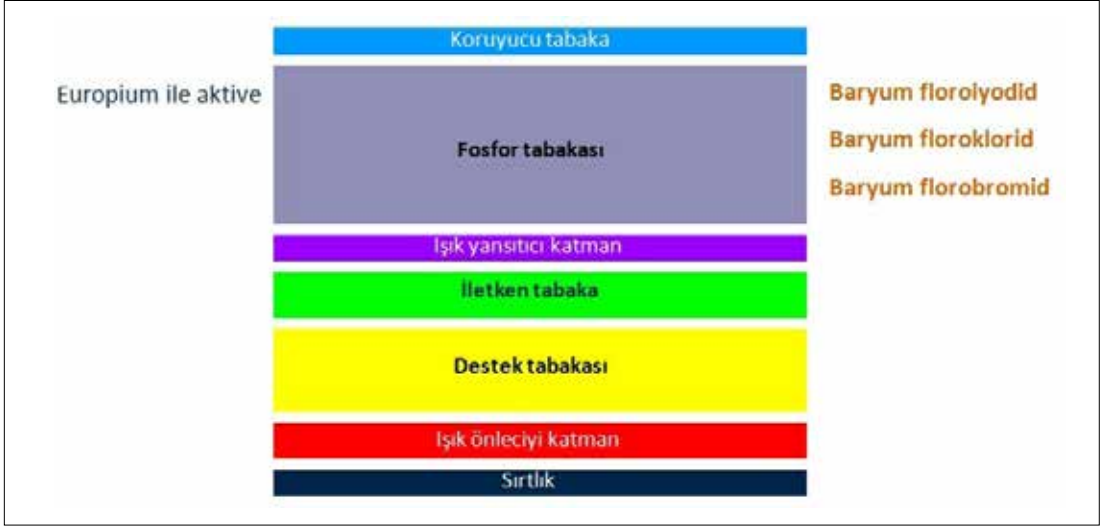 Koruyucu tabaka
Europium ile aktive
Baryum floroiyodid
Baryum floroklorid
Baryum florobromid
Fosfor tabakası
Işık yansıtıcı katman
İletken tabaka
Destek tabakası
Işık önleciyi katman
Sırtlık